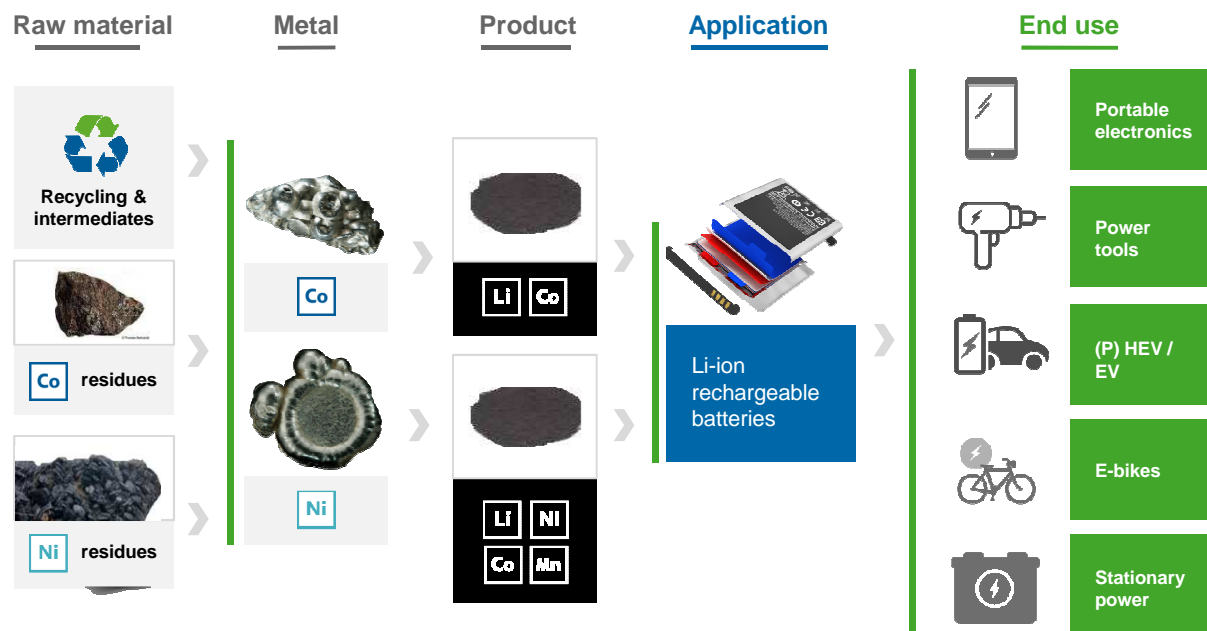 Raw material
Metal
Product
Application
End use
Recycling &
intermediates
Co
residues
Ni
residues
Co
Ni
Li
Co
Li
Ni
Co
Mn
Li-ion
rechargeable
batteries
Portable
electronics
Power
tools
(P) HEV /
EV
E-bikes
Stationary
power